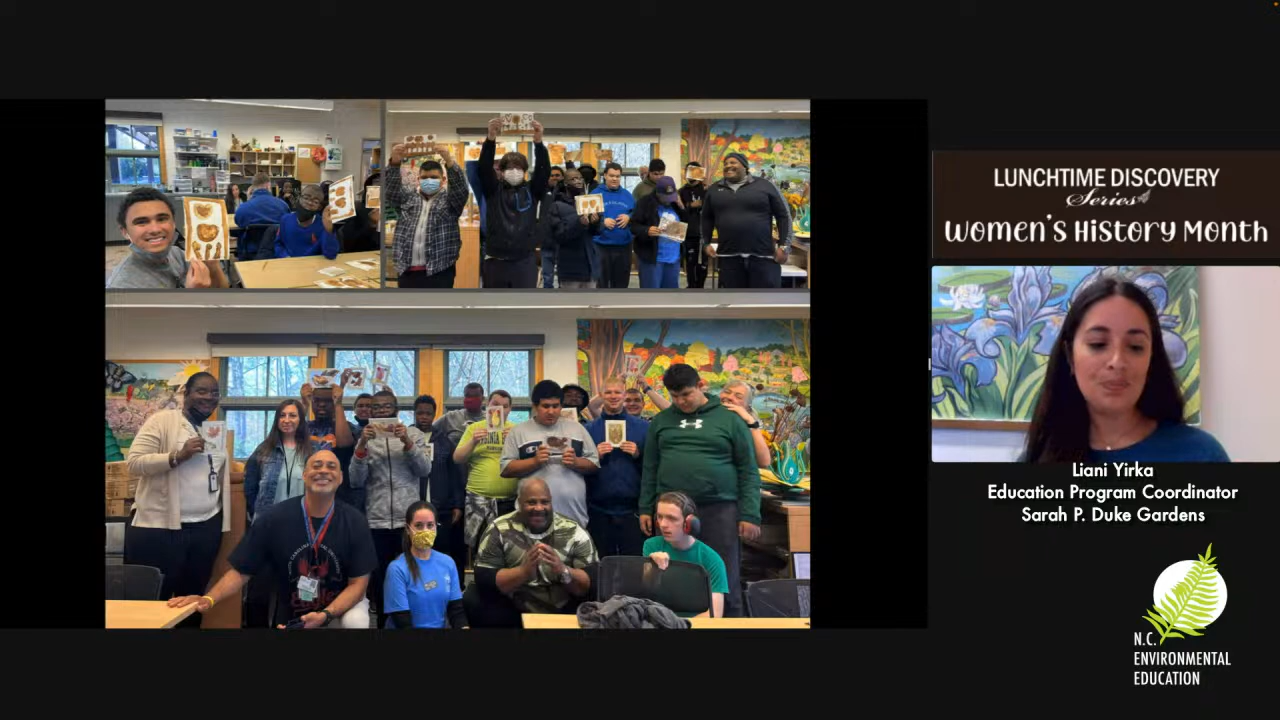 LUNCHTIME DISCOVERY
Series
WOMEN'S HISTORY MONTH
Liani Yirka
Education Program Coordinator
Sarah P. Duke Gardens
N.C.
ENVIRONMENTAL
EDUCATION